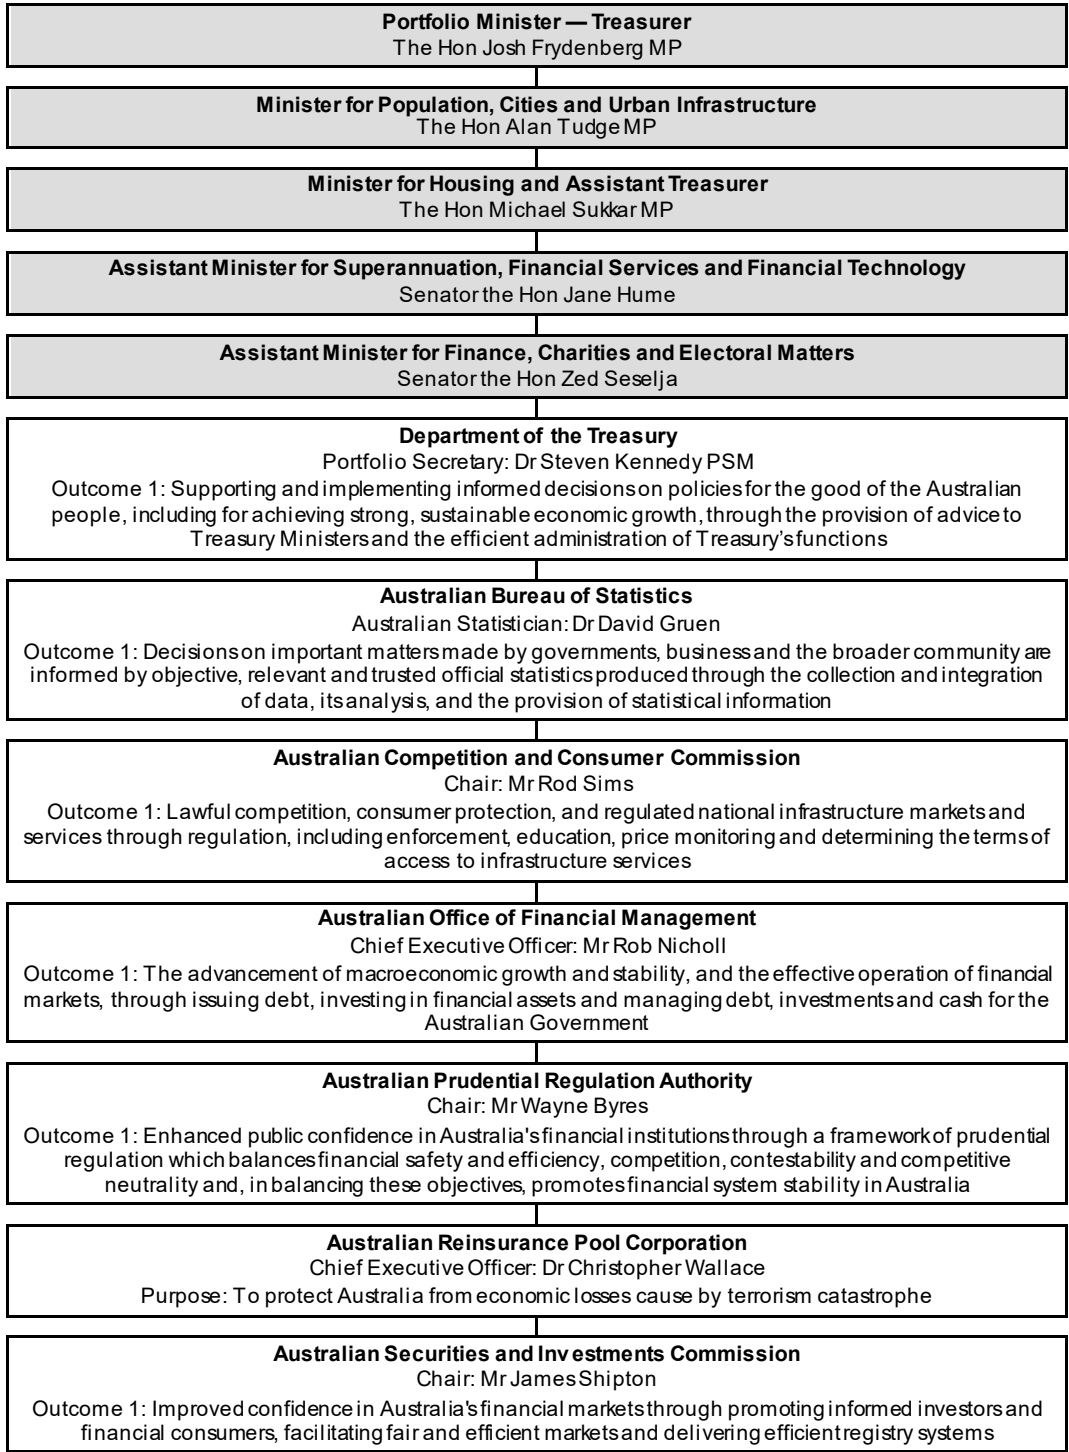 Portfolio Minister — Treasurer
The Hon Josh Frydenberg MP
Minister for Population, Cities and Urban Infrastructure
The Hon Alan Tudge MP
Minister for Housing and Assistant Treasurer
The Hon Michael Sukkar MP
Assistant Minister for Superannuation, Financial Services and Financial Technology
Senator the Hon Jane Hume
Assistant Minister for Finance, Charities and Electoral Matters
Senator the Hon Zed Seselja
Department of the Treasury
Portfolio Secretary: Dr Steven Kennedy PSM
Outcome 1: Supporting and implementing informed decisions on policies for the good of the Australian
people, including for achieving strong, sustainable economic growth, through the provision of advice to
Treasury Ministers and the efficient administration of Treasury's functions
Australian Bureau of Statistics
Australian Statistician: Dr David Gruen
Outcome 1: Decisions on important matters made by governments, business and the broader community are
informed by objective, relevant and trusted official statistics produced through the collection and integration
of data, its analysis, and the provision of statistical information
Australian Competition and Consumer Commission
Chair: Mr Rod Sims
Outcome 1: Lawful competition, consumer protection, and regulated national infrastructure markets and
services through regulation, including enforcement, education, price monitoring and determining the terms of
access to infrastructure services
Australian Office of Financial Management
Chief Executive Officer: Mr Rob Nicholl
Outcome 1: The advancement of macroeconomic growth and stability, and the effective operation of financial
markets, through issuing debt, investing in financial assets and managing debt, investments and cash for the
Australian Government
Australian Prudential Regulation Authority
Chair: Mr Wayne Byres
Outcome 1: Enhanced public confidence in Australia's financial institutions through a framework of prudential
regulation which balances financial safety and efficiency, competition, contestability and competitive
neutrality and, in balancing these objectives, promotes financial system stability in Australia
Australian Reinsurance Pool Corporation
Chief Executive Officer: Dr Christopher Wallace
Purpose: To protect Australia from economic losses cause by terrorism catastrophe
Australian Securities and Investments Commission
Chair: Mr James Shipton
Outcome 1: Improved confidence in Australia's financial markets through promoting informed investors and
financial consumers, facilitating fair and efficient markets and delivering efficient registry systems